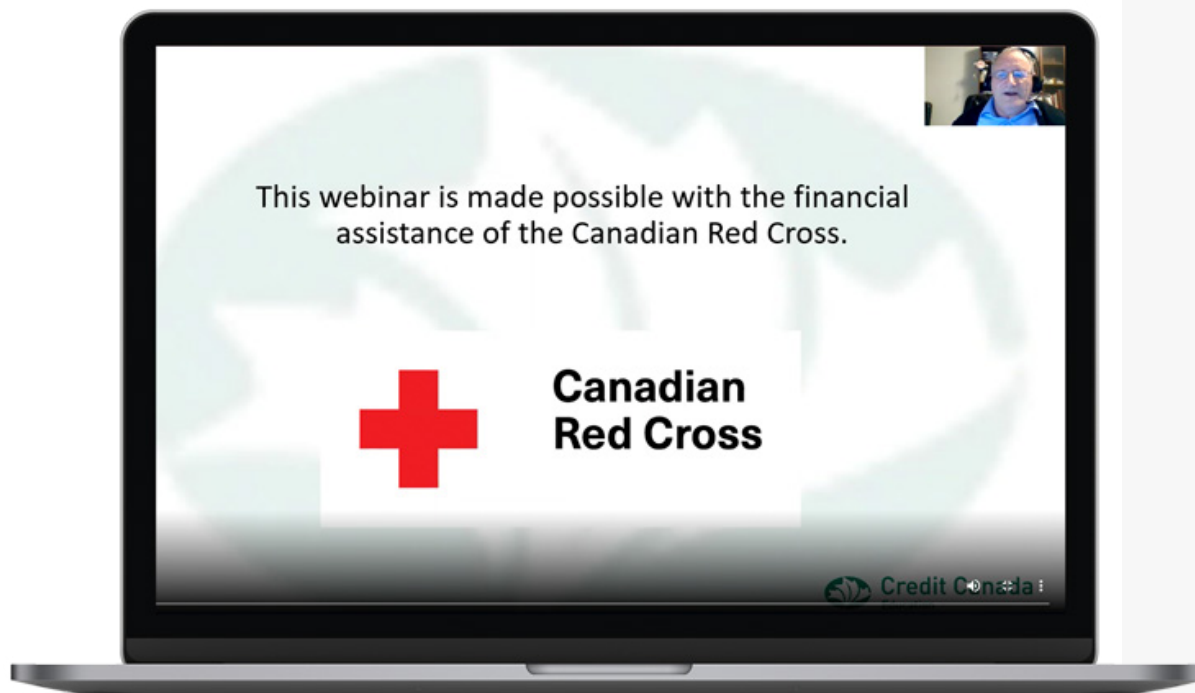 This webinar is made possible with the financial
assistance of the Canadian Red Cross.
Canadian
Red Cross
Credit Canada